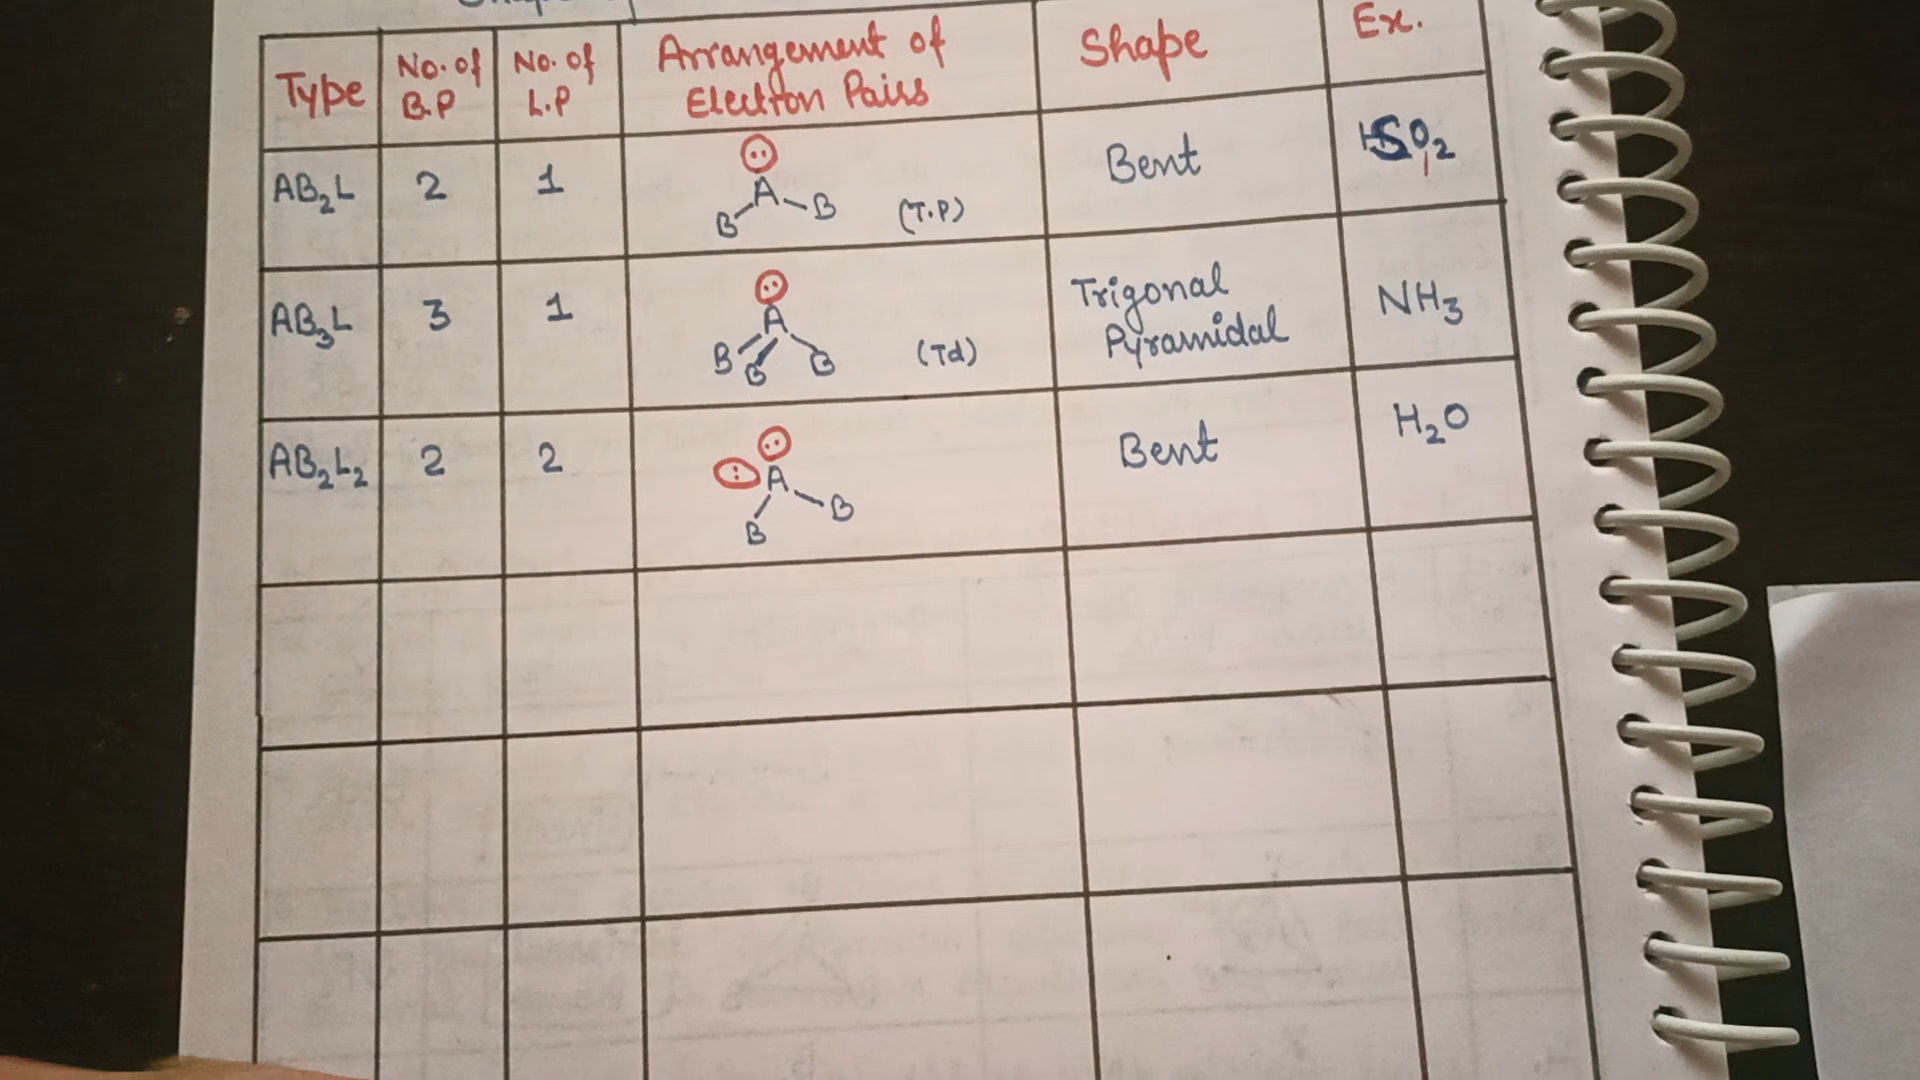 Type
No. of
B.P
No. of
L.P
Arrangement of
Electron Pairs
Shape
Ex.
AB₂L
2
1
A
B B
(T.P)
Bent
SO₂
AB₃L
3
1
A
B B B
(Td)
Trigonal
Pyramidal
NH₃
AB₂L₂
2
2
A
B B
Bent
H₂O